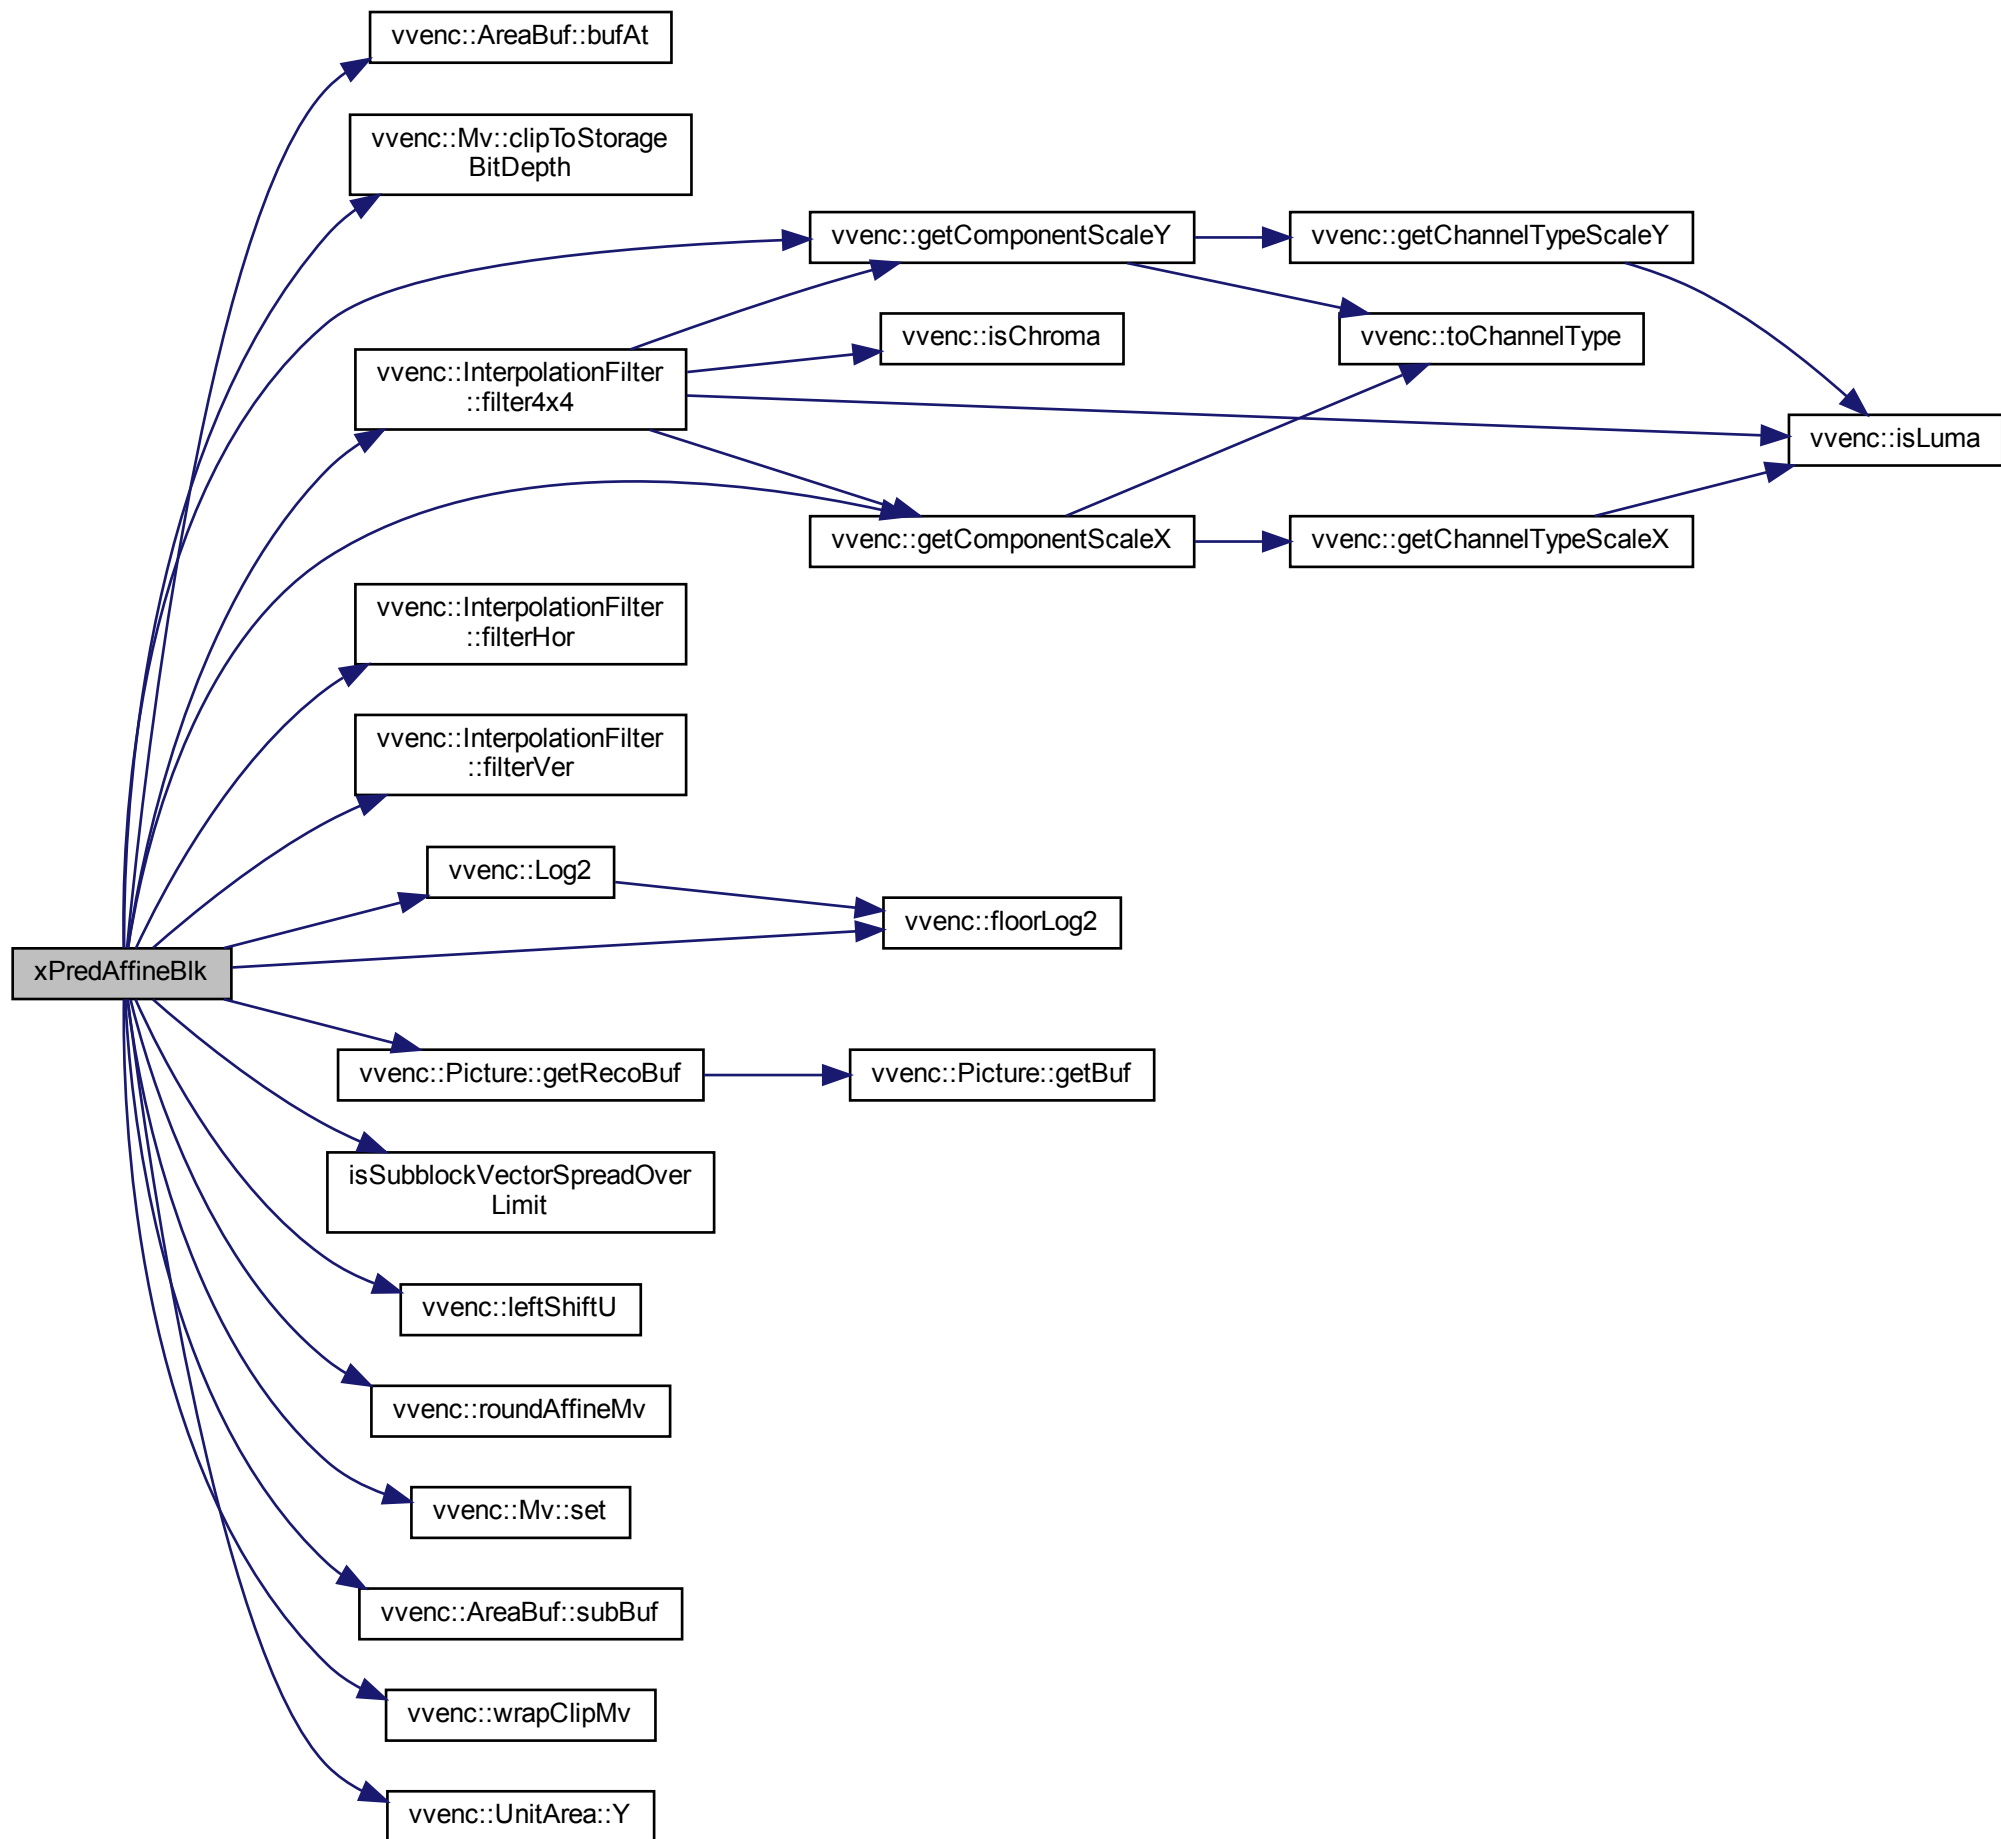 vvenc::AreaBuf::bufAt
vvenc::Mv::clipToStorage
BitDepth
vvenc::getComponentScaleY
vvenc::getChannelTypeScaleY
vvenc::isChroma
vvenc::toChannelType
vvenc::InterpolationFilter
::filter4x4
vvenc::isLuma
vvenc::getComponentScaleX
vvenc::getChannelTypeScaleX
vvenc::InterpolationFilter
::filterHor
vvenc::InterpolationFilter
::filterVer
vvenc::Log2
vvenc::floorLog2
xPredAffineBlk
vvenc::Picture::getRecoBuf
vvenc::Picture::getBuf
isSubblockVectorSpreadOver
Limit
vvenc::leftShiftU
vvenc::roundAffineMv
vvenc::Mv::set
vvenc::AreaBuf::subBuf
vvenc::wrapClipMv
vvenc::UnitArea::Y